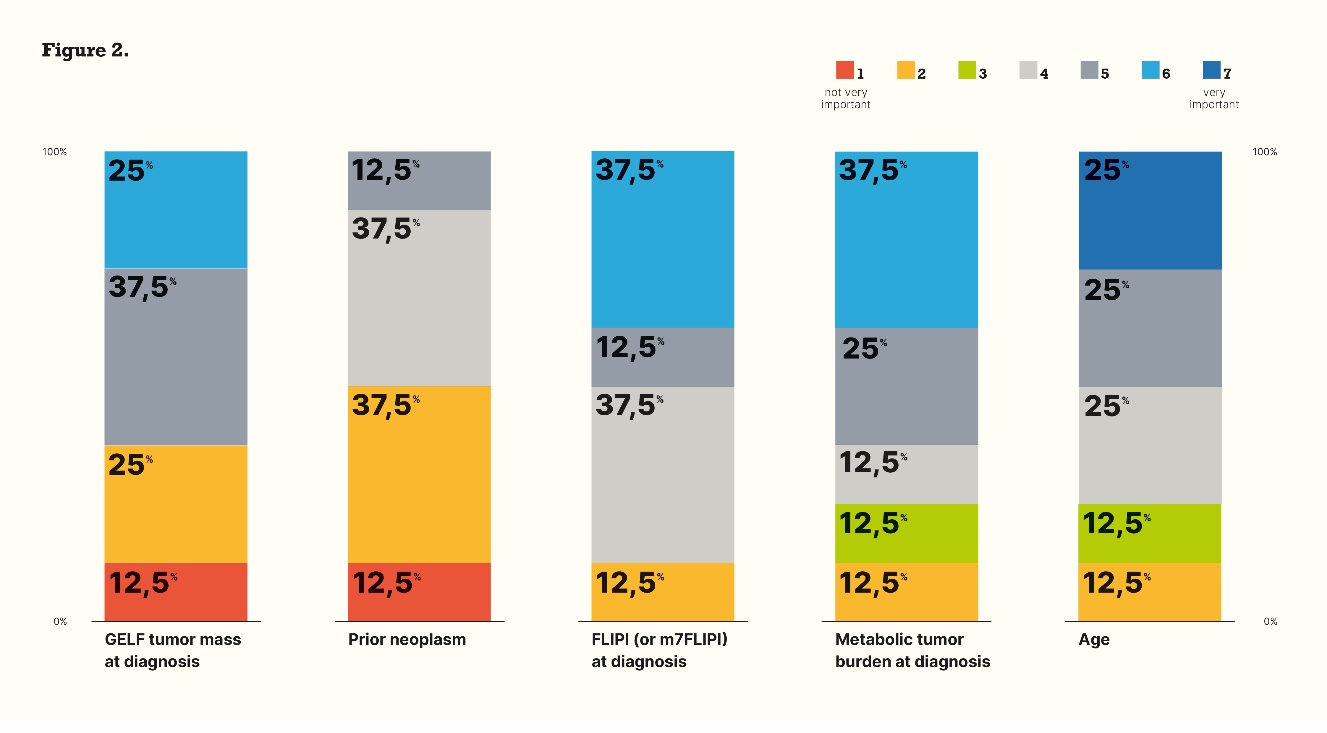 Figure 2.
1 2 3 4 5 6 7
not very important
very important
100% 100%
25%
37,5%
25%
12,5%
12,5%
37,5%
37,5%
12,5%
37,5%
12,5%
37,5%
12,5%
37,5%
25%
12,5%
12,5%
12,5%
25%
25%
25%
12,5%
12,5%
0% 0%
GELF tumor mass
at diagnosis
Prior neoplasm
FLIPI (or m7FLIPI)
at diagnosis
Metabolic tumor
burden at diagnosis
Age